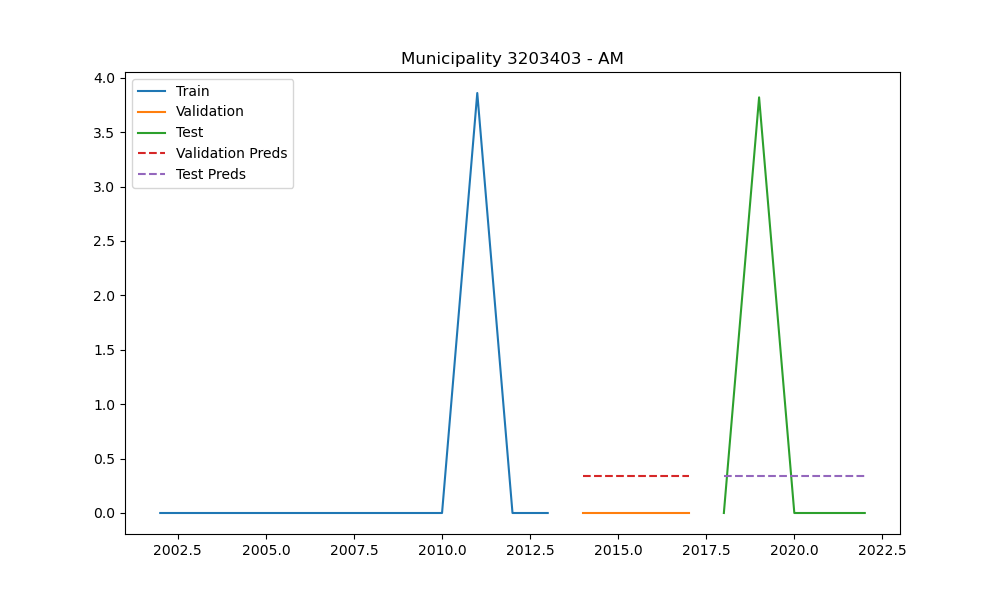 Municipality 3203403 - AM
4.0
3.5
3.0
2.5
2.0
1.5
1.0
0.5
0.0
Train
Validation
Test
Validation Preds
Test Preds
2002.5 2005.0 2007.5 2010.0 2012.5 2015.0 2017.5 2020.0 2022.5